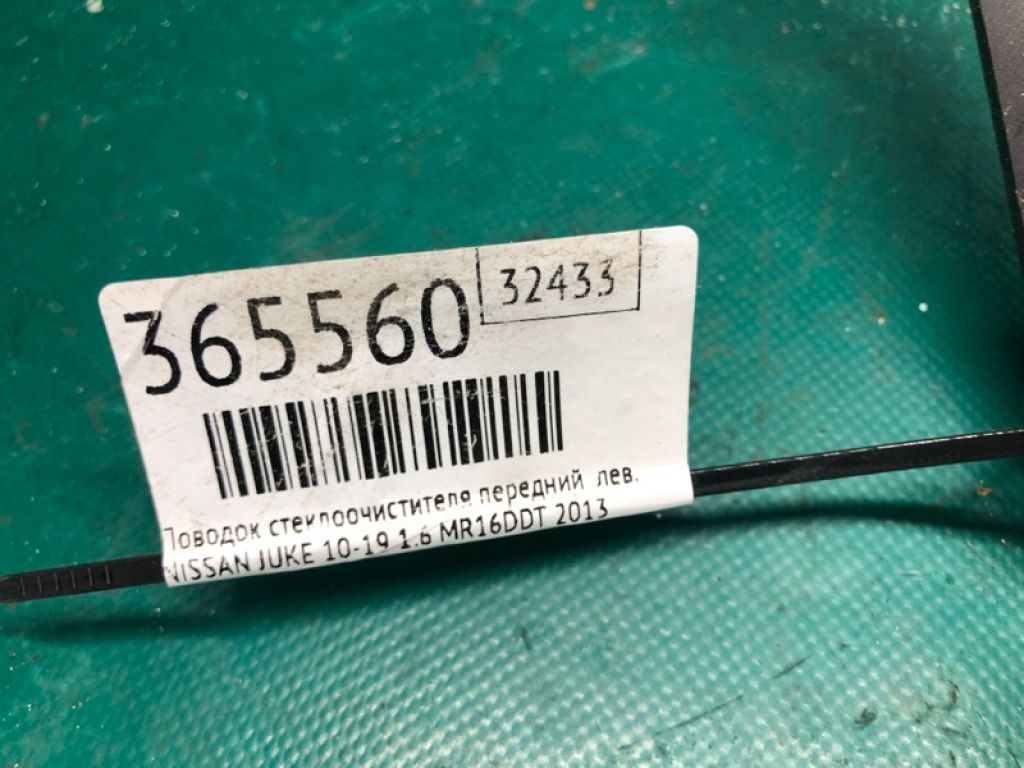 365560
32433
Поводок стеклоочистителя передний лев.
NISSAN JUKE 10-19 1.6 MR16DDT 2013